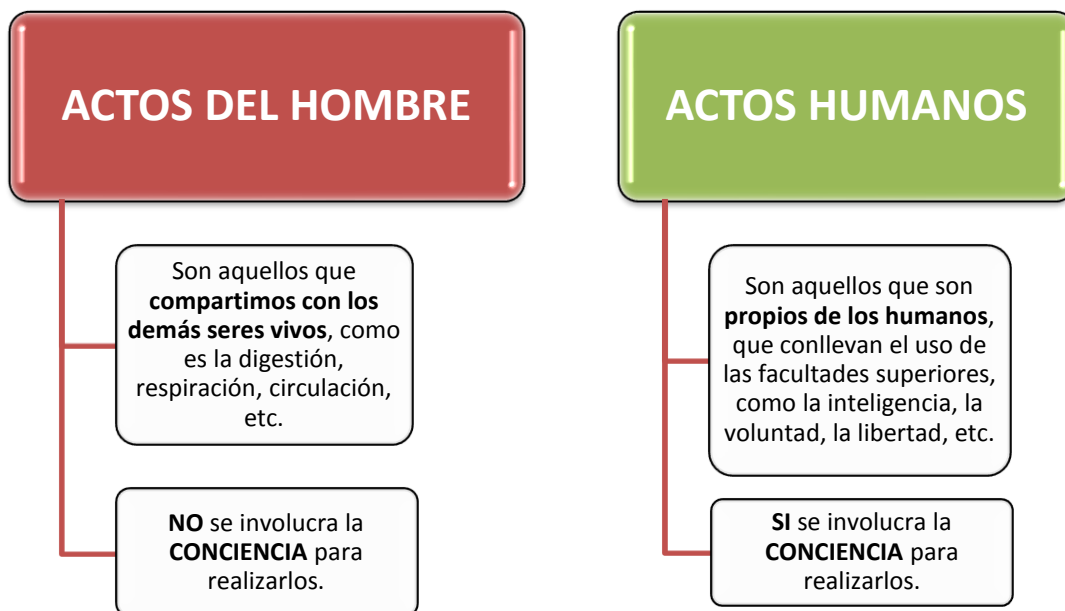 ACTOS DEL HOMBRE
Son aquellos que
compartimos con los
demás seres vivos, como
es la digestión,
respiración, circulación,
etc.
NO se involucra la
CONCIENCIA para
realizarlos.
ACTOS HUMANOS
Son aquellos que son
propios de los humanos,
que conllevan el uso de
las facultades superiores,
como la inteligencia, la
voluntad, la libertad, etc.
SI se involucra la
CONCIENCIA para
realizarlos.